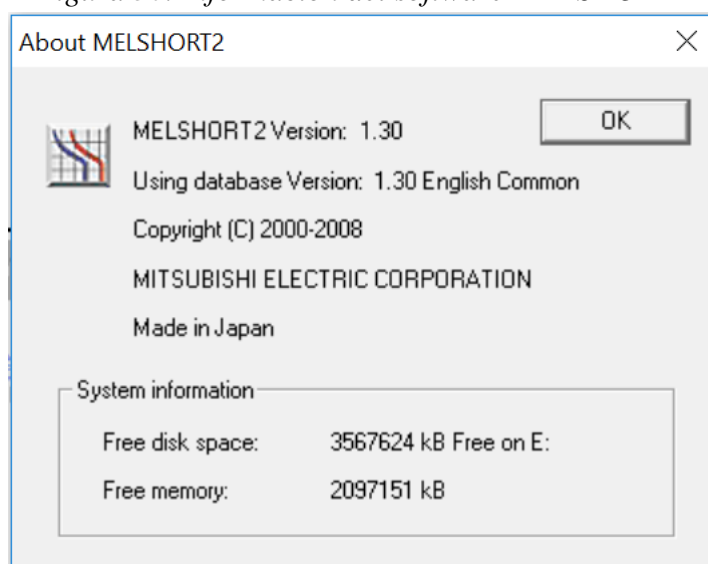 About MELSHORT2
OK
MELSHORT2 Version: 1.30
Using database Version: 1.30 English Common
Copyright (C) 2000-2008
MITSUBISHI ELECTRIC CORPORATION
Made in Japan
System information
Free disk space: 3567624 kB Free on E:
Free memory: 2097151 kB